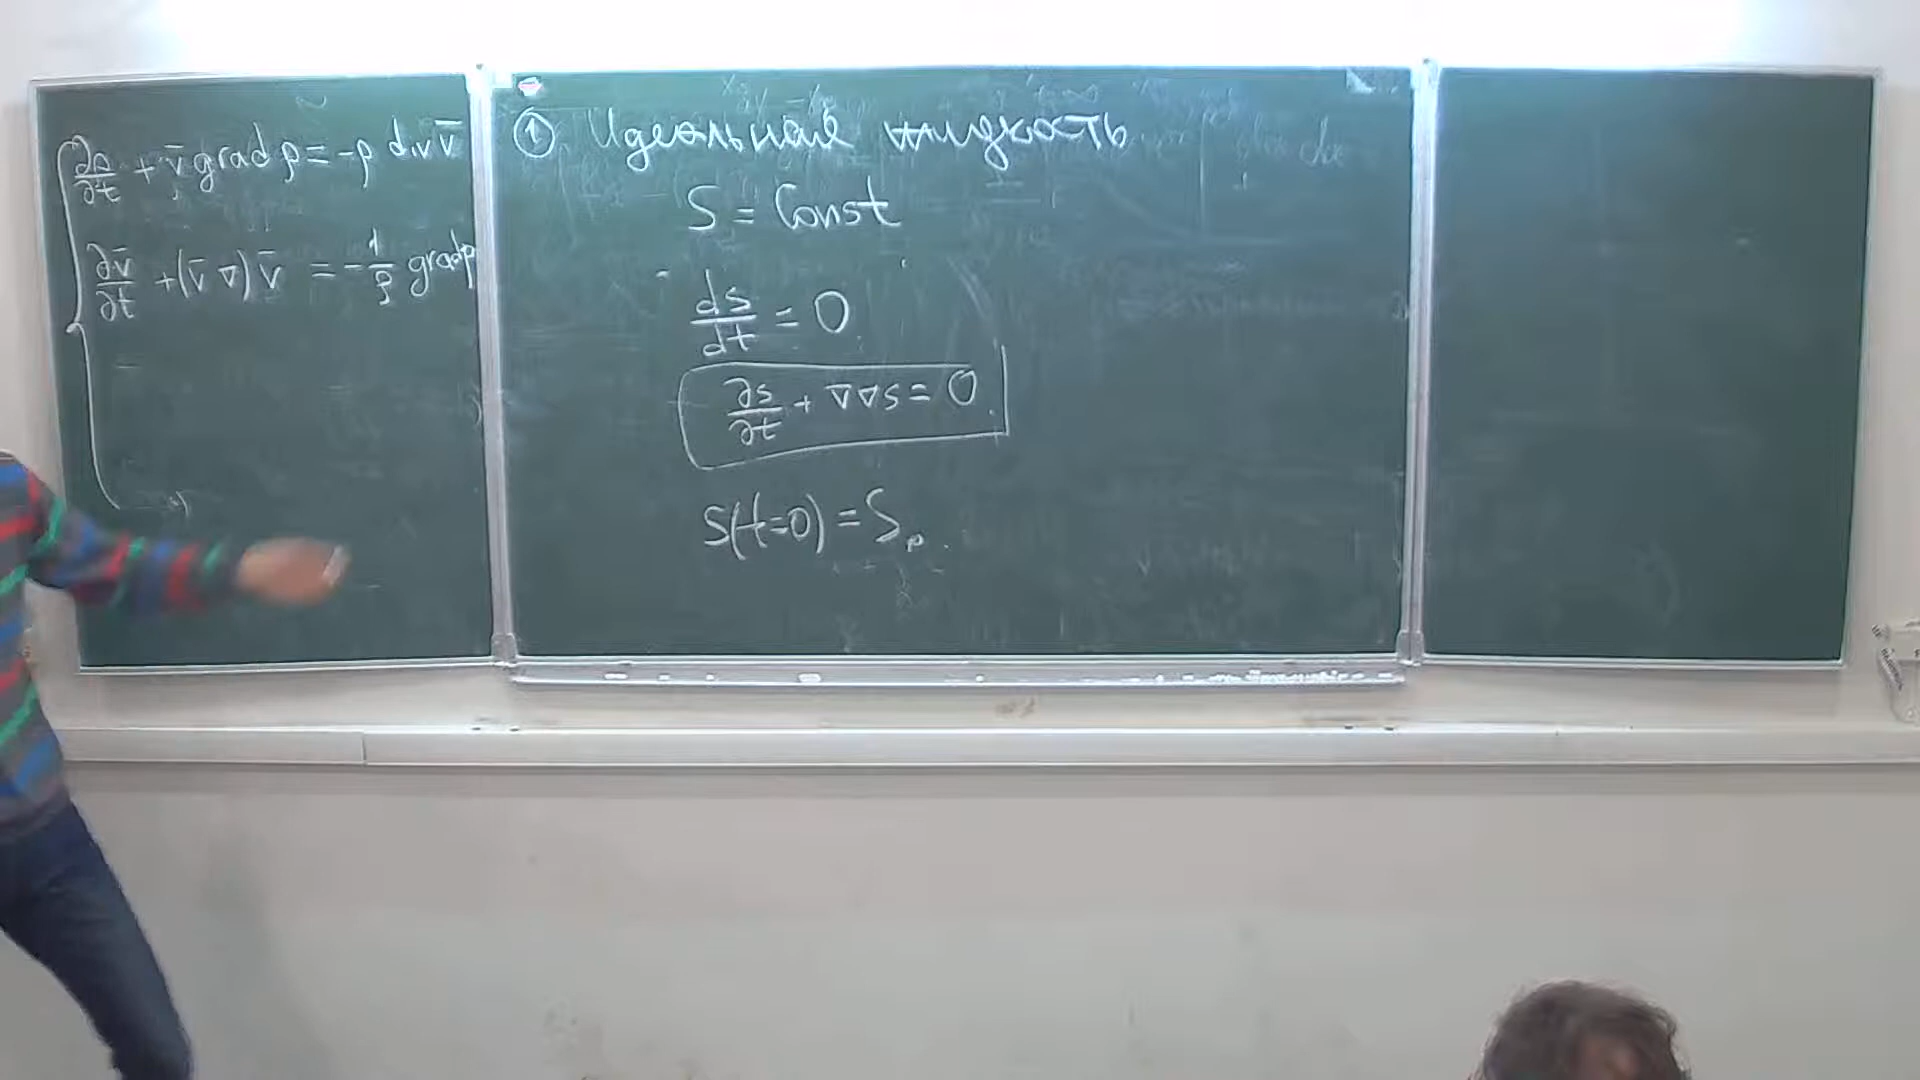 ∂ρ/∂t + v̄ grad ρ = -ρ div v̄
∂v̄/∂t + (v̄ ∇) v̄ = - 1/ρ grad p
① Идеальная жидкость
S = Const
ds/dt = 0
∂s/∂t + v̄ ∇s = 0
s(t=0) = S₀